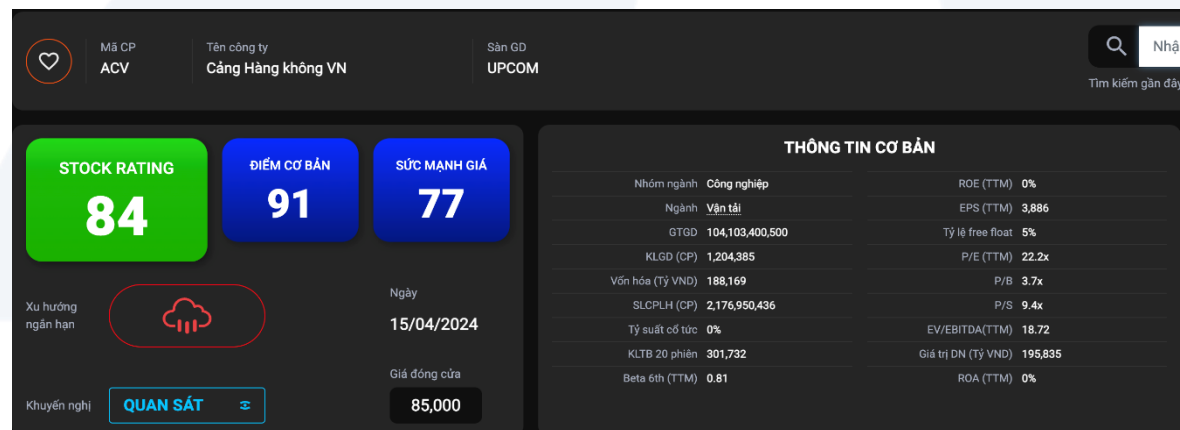 Mã CP
ACV
Tên công ty
Cảng Hàng không VN
Sàn GD
UPCOM
Nhậ
Tìm kiếm gần đây
STOCK RATING
84
ĐIỂM CƠ BẢN
91
SỨC MẠNH GIÁ
77
Xu hướng
ngắn hạn
Ngày
15/04/2024
Giá đóng cửa
85,000
Khuyến nghị
QUAN SÁT
THÔNG TIN CƠ BẢN
Nhóm ngành Công nghiệp
ROE (TTM) 0%
Ngành Vận tải
EPS (TTM) 3,886
GTGD 104,103,400,500
Tỷ lệ free float 5%
KLGD (CP) 1,204,385
P/E (TTM) 22.2x
Vốn hóa (Tỷ VND) 188,169
P/B 3.7x
SLCPLH (CP) 2,176,950,436
P/S 9.4x
Tỷ suất cổ tức 0%
EV/EBITDA(TTM) 18.72
KLTB 20 phiên 301,732
Giá trị DN (Tỷ VND) 195,835
Beta 6th (TTM) 0.81
ROA (TTM) 0%